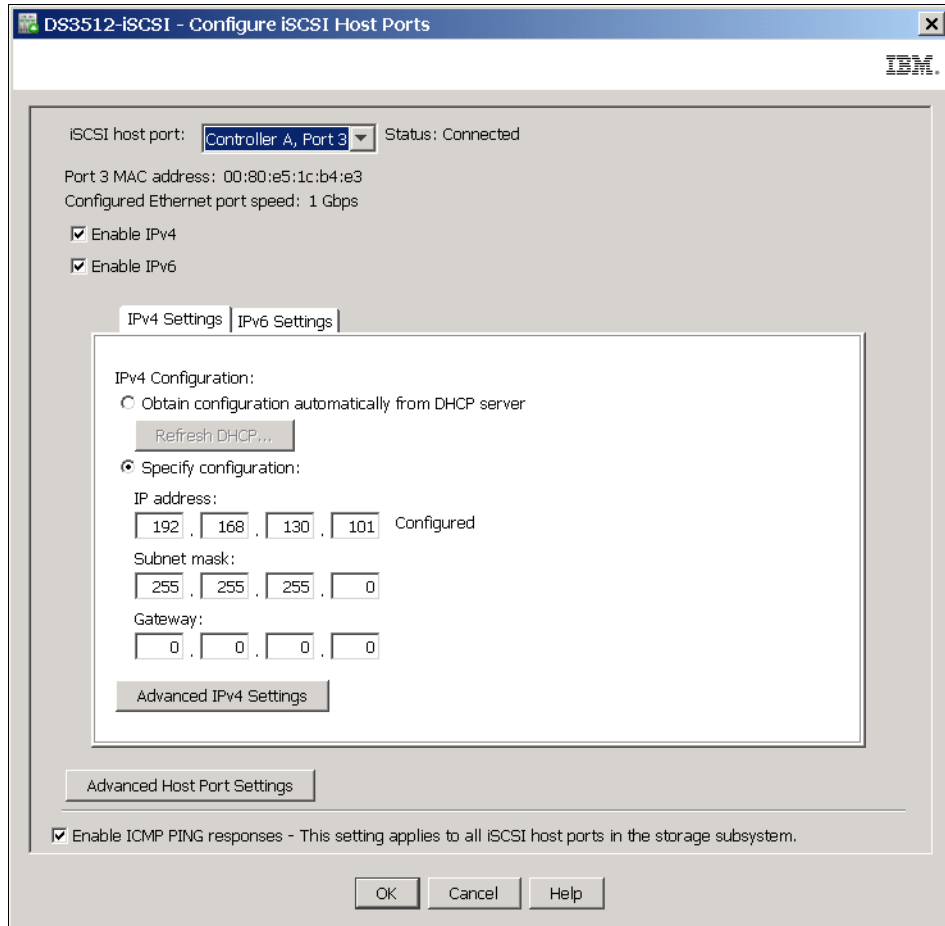 DS3512-iSCSI - Configure iSCSI Host Ports
IBM.
iSCSI host port: Controller A, Port 3 Status: Connected
Port 3 MAC address: 00:80:e5:1c:b4:e3
Configured Ethernet port speed: 1 Gbps
Enable IPv4
Enable IPv6
IPv4 Settings IPv6 Settings
IPv4 Configuration:
Obtain configuration automatically from DHCP server
Refresh DHCP...
Specify configuration:
IP address:
192 . 168 . 130 . 101 Configured
Subnet mask:
255 . 255 . 255 . 0
Gateway:
0 . 0 . 0 . 0
Advanced IPv4 Settings
Advanced Host Port Settings
Enable ICMP PING responses - This setting applies to all iSCSI host ports in the storage subsystem.
OK Cancel Help